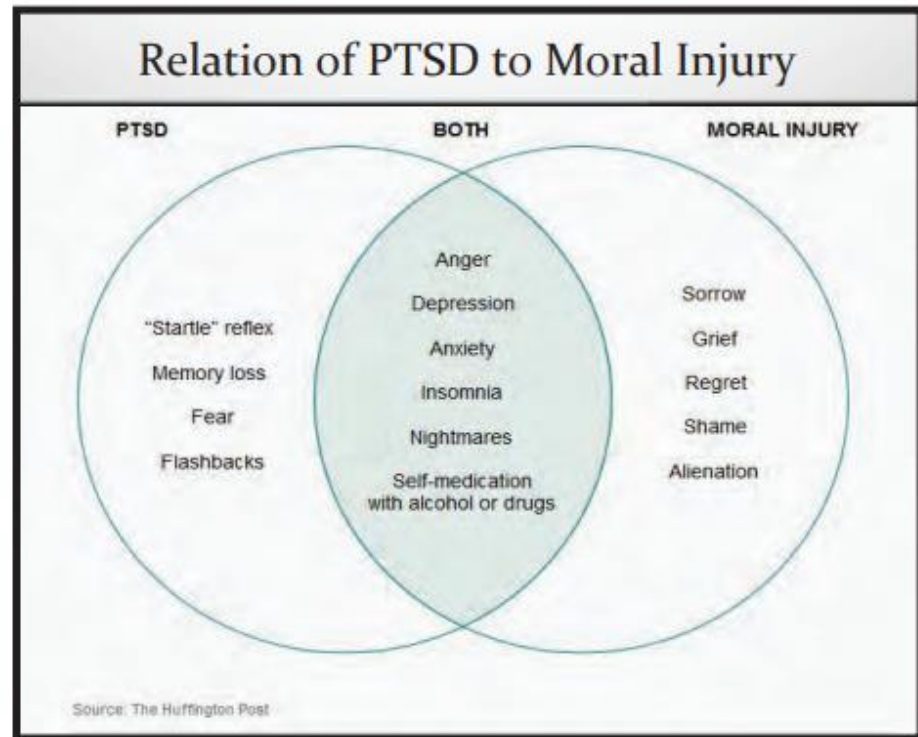 Relation of PTSD to Moral Injury
PTSD
BOTH
MORAL INJURY
"Startle" reflex
Memory loss
Fear
Flashbacks
Anger
Depression
Anxiety
Insomnia
Nightmares
Self-medication
with alcohol or drugs
Sorrow
Grief
Regret
Shame
Alienation
Source: The Huffington Post